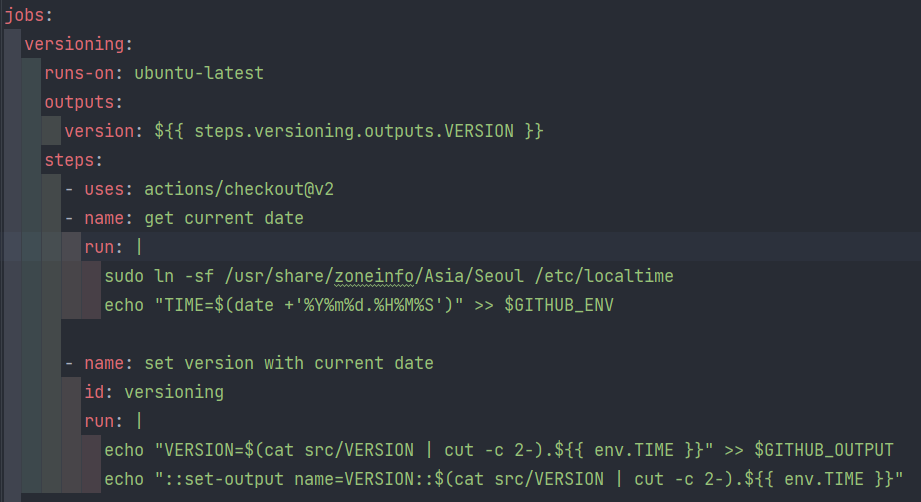 jobs:
versioning:
runs-on: ubuntu-latest
outputs:
version: ${{ steps.versioning.outputs.VERSION }}
steps:
- uses: actions/checkout@v2
- name: get current date
run: |
sudo ln -sf /usr/share/zoneinfo/Asia/Seoul /etc/localtime
echo "TIME=$(date +'%Y%m%d.%H%M%S')" >> $GITHUB_ENV
- name: set version with current date
id: versioning
run: |
echo "VERSION=$(cat src/VERSION | cut -c 2-).${{ env.TIME }}" >> $GITHUB_OUTPUT
echo "::set-output name=VERSION::$(cat src/VERSION | cut -c 2-).${{ env.TIME }}"